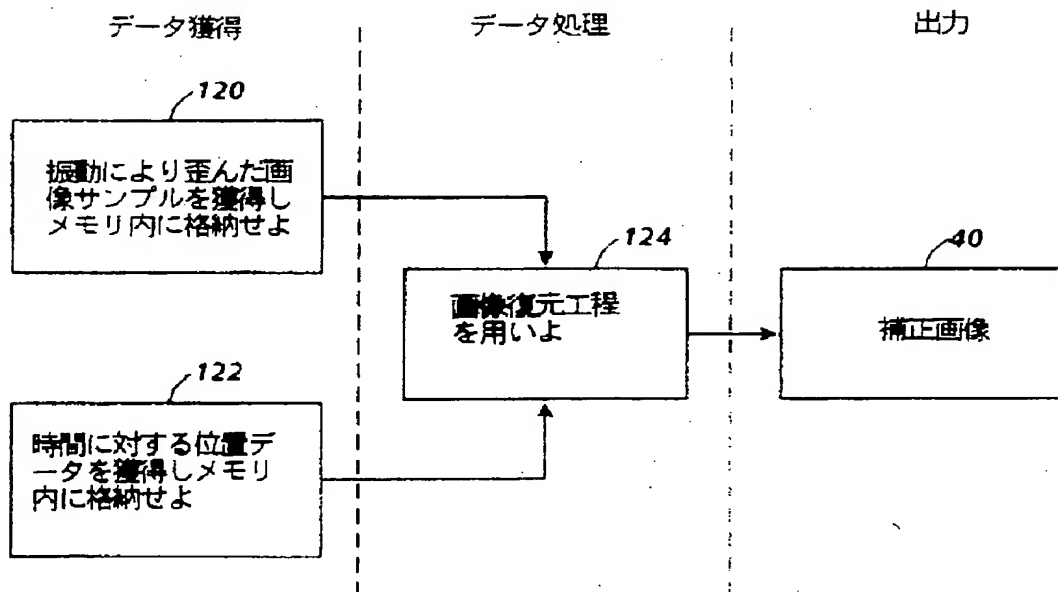 データ獲得
データ処理
出力
120
振動により歪んだ画
像サンプルを獲得し
メモリ内に格納せよ
122
時間に対する位置デ
ータを獲得しメモリ
内に格納せよ
124
画像復元工程
を用いよ
40
補正画像